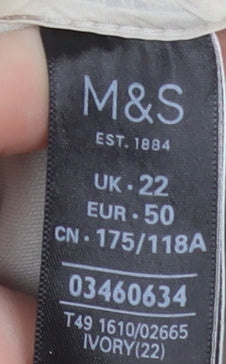 M&S
EST. 1884
UK · 22
EUR · 50
CN · 175/118A
03460634
T49 1610/02665
IVORY(22)